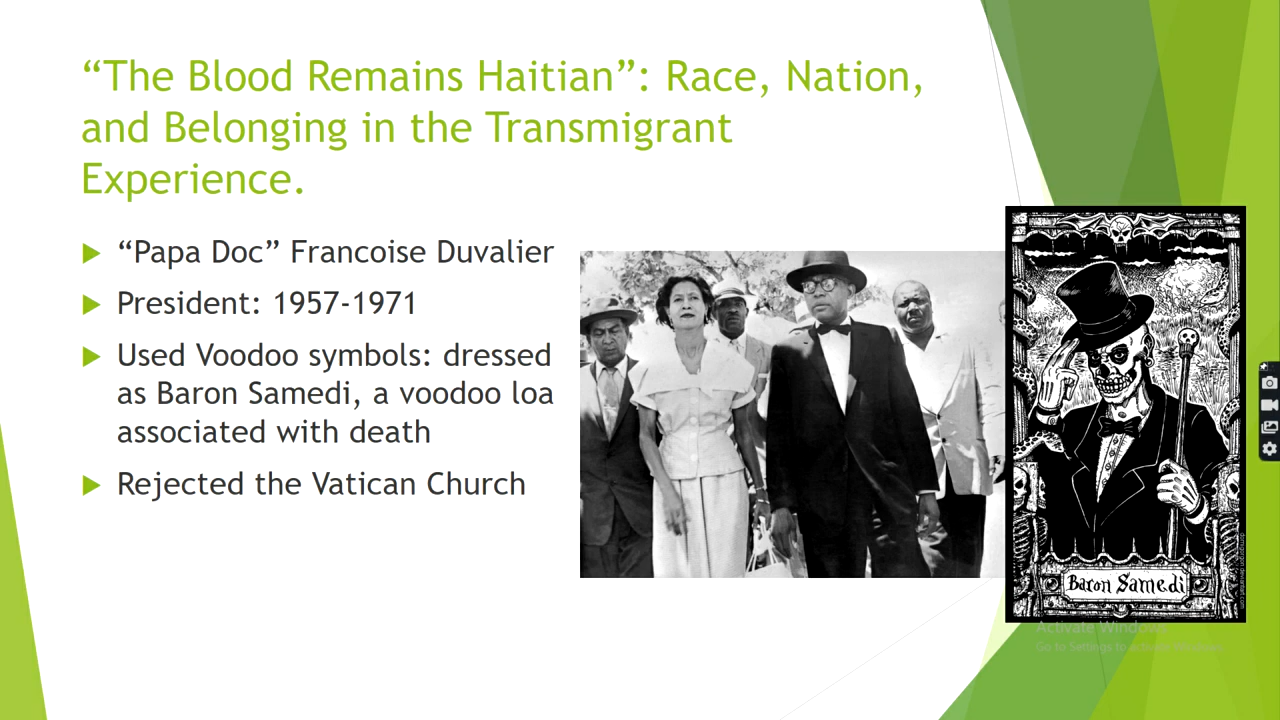 “The Blood Remains Haitian”: Race, Nation,
and Belonging in the Transmigrant
Experience.
“Papa Doc” Francoise Duvalier
President: 1957-1971
Used Voodoo symbols: dressed
as Baron Samedi, a voodoo loa
associated with death
Rejected the Vatican Church
Baron Samedi
Activate Windows
Go to Settings to activate Windows.